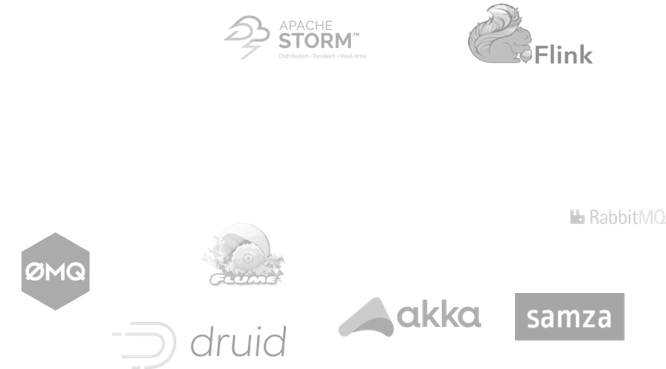 APACHE
STORM™
Distributed • Resilient • Real-time
Flink
RabbitMQ
ØMQ
FLUME
akka
samza
druid